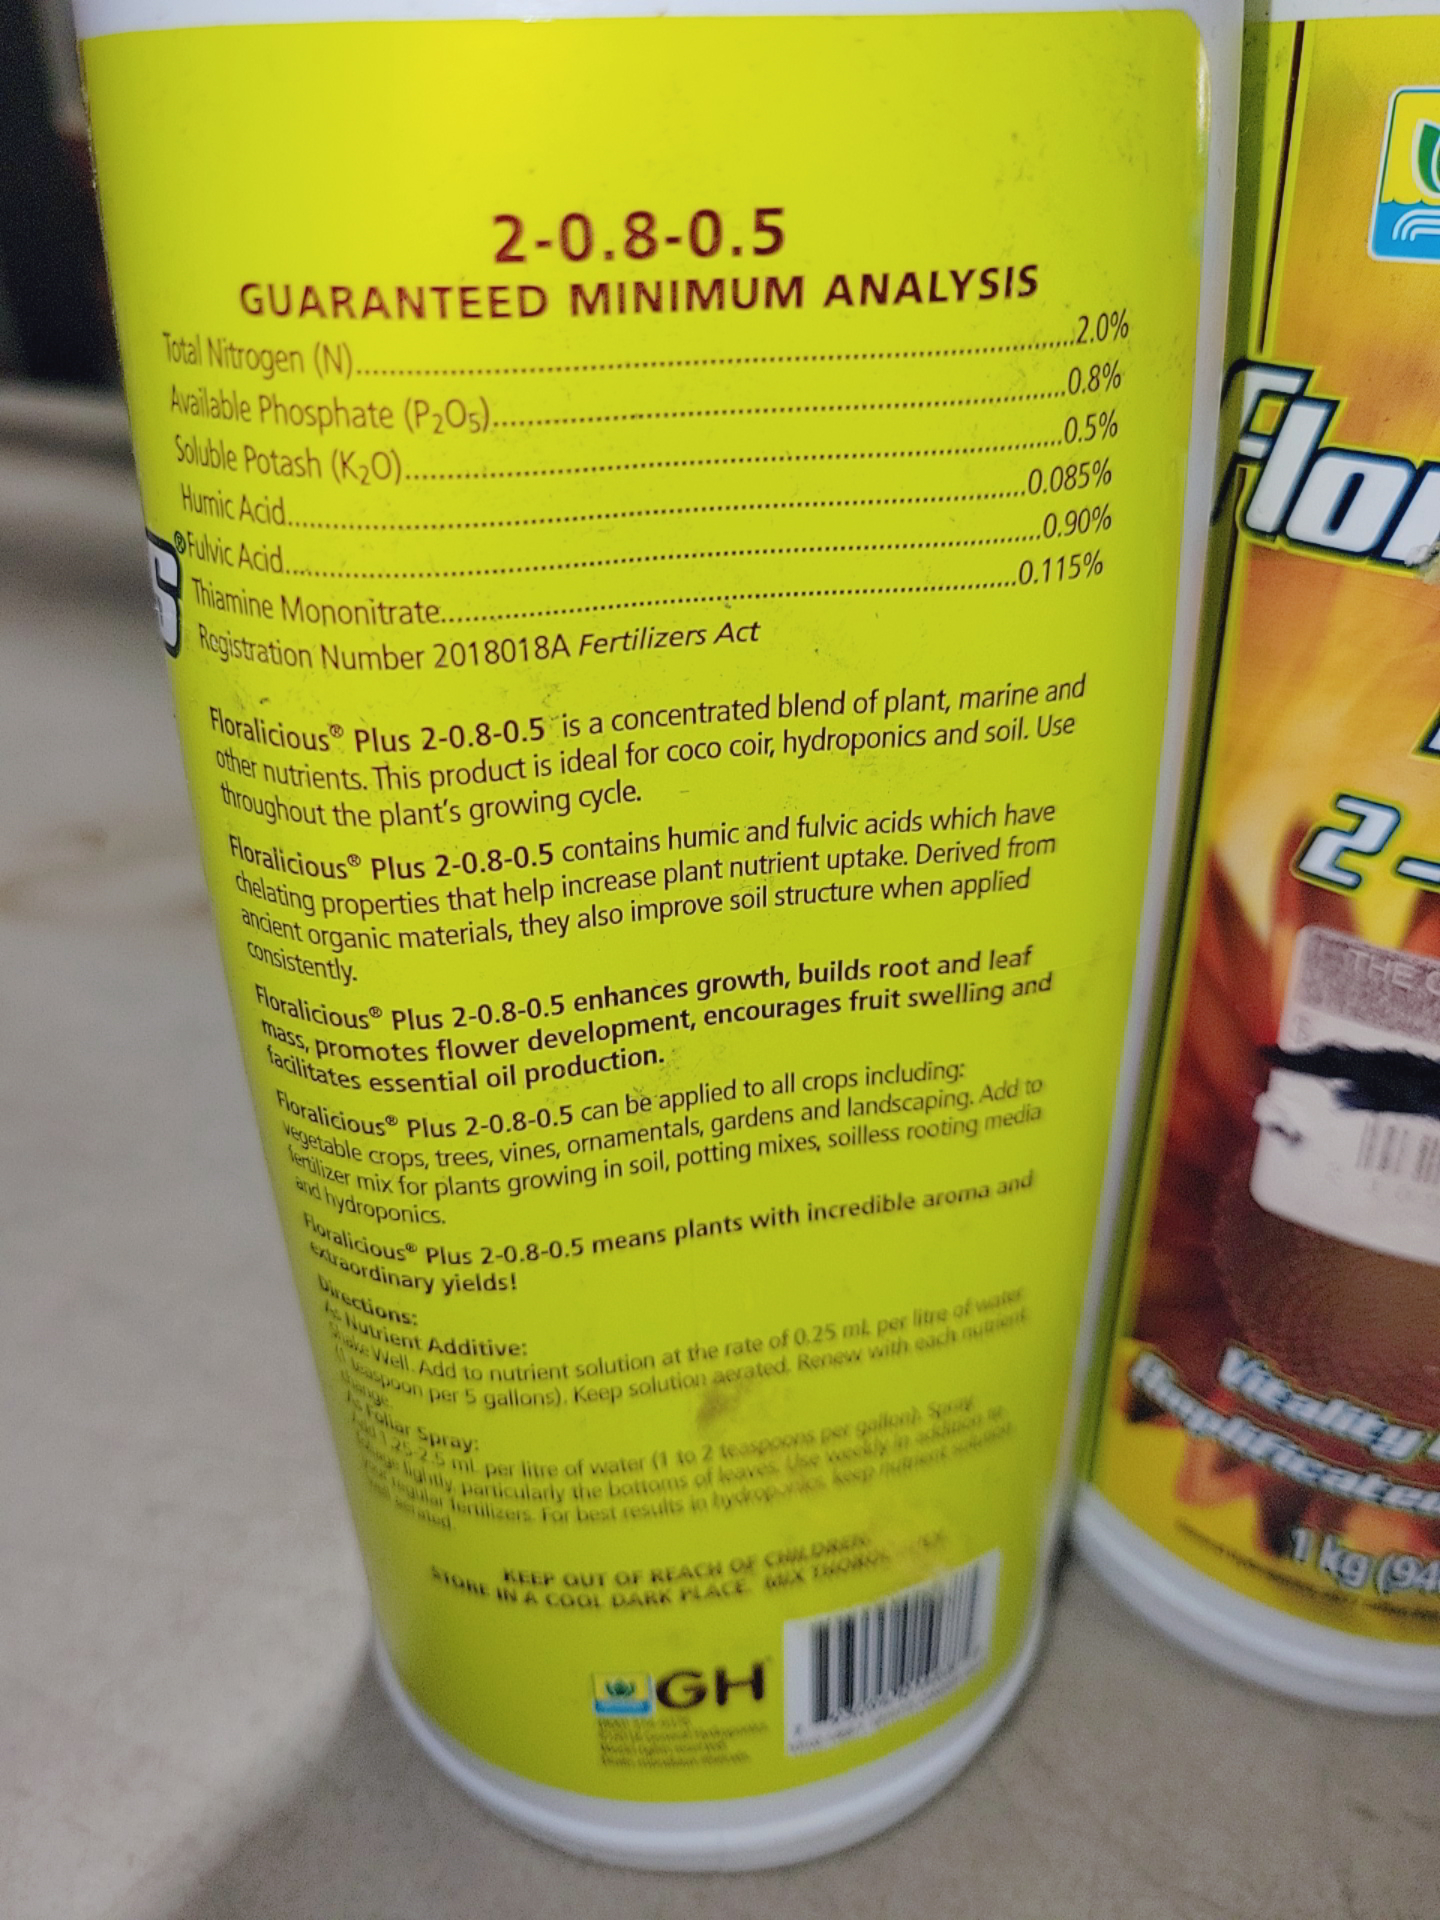 2-0.8-0.5
GUARANTEED MINIMUM ANALYSIS
Total Nitrogen (N)..........2.0%
Available Phosphate (P₂O₅)..........0.8%
Soluble Potash (K₂O)..........0.5%
Humic Acid..........0.085%
Fulvic Acid..........0.90%
Thiamine Mononitrate..........0.115%
Registration Number 2018018A Fertilizers Act
Floralicious® Plus 2-0.8-0.5 is a concentrated blend of plant, marine and
other nutrients. This product is ideal for coco coir, hydroponics and soil. Use
throughout the plant's growing cycle.
Floralicious® Plus 2-0.8-0.5 contains humic and fulvic acids which have
chelating properties that help increase plant nutrient uptake. Derived from
ancient organic materials, they also improve soil structure when applied
consistently.
Floralicious® Plus 2-0.8-0.5 enhances growth, builds root and leaf
mass, promotes flower development, encourages fruit swelling and
facilitates essential oil production.
Floralicious® Plus 2-0.8-0.5 can be applied to all crops including:
vegetable crops, trees, vines, ornamentals, gardens and landscaping. Add to
fertilizer mix for plants growing in soil, potting mixes, soilless rooting media
and hydroponics.
Floralicious® Plus 2-0.8-0.5 means plants with incredible aroma and
extraordinary yields!
Directions:
As Nutrient Additive:
Shake Well. Add to nutrient solution at the rate of 0.25 mL per litre of water
(1 teaspoon per 5 gallons). Keep solution aerated. Renew with each nutrient
change.
As Foliar Spray:
Add 1.25-2.5 mL per litre of water (1 to 2 teaspoons per gallon). Spray
foliage lightly, particularly the bottoms of leaves. Use weekly in addition to
your regular fertilizers. For best results in hydroponics, keep nutrient solution
well aerated.
KEEP OUT OF REACH OF CHILDREN
STORE IN A COOL DARK PLACE. MIX
GH
S®
Flor
2-
THE
Vitality
1 kg (94